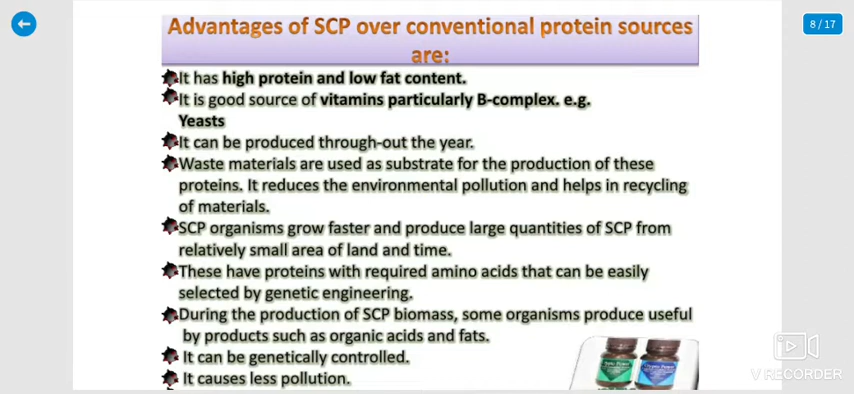 8 / 17
Advantages of SCP over conventional protein sources
are:
It has high protein and low fat content.
It is good source of vitamins particularly B-complex. e.g.
Yeasts
It can be produced through-out the year.
Waste materials are used as substrate for the production of these
proteins. It reduces the environmental pollution and helps in recycling
of materials.
SCP organisms grow faster and produce large quantities of SCP from
relatively small area of land and time.
These have proteins with required amino acids that can be easily
selected by genetic engineering.
During the production of SCP biomass, some organisms produce useful
by products such as organic acids and fats.
It can be genetically controlled.
It causes less pollution.
V RECORDER